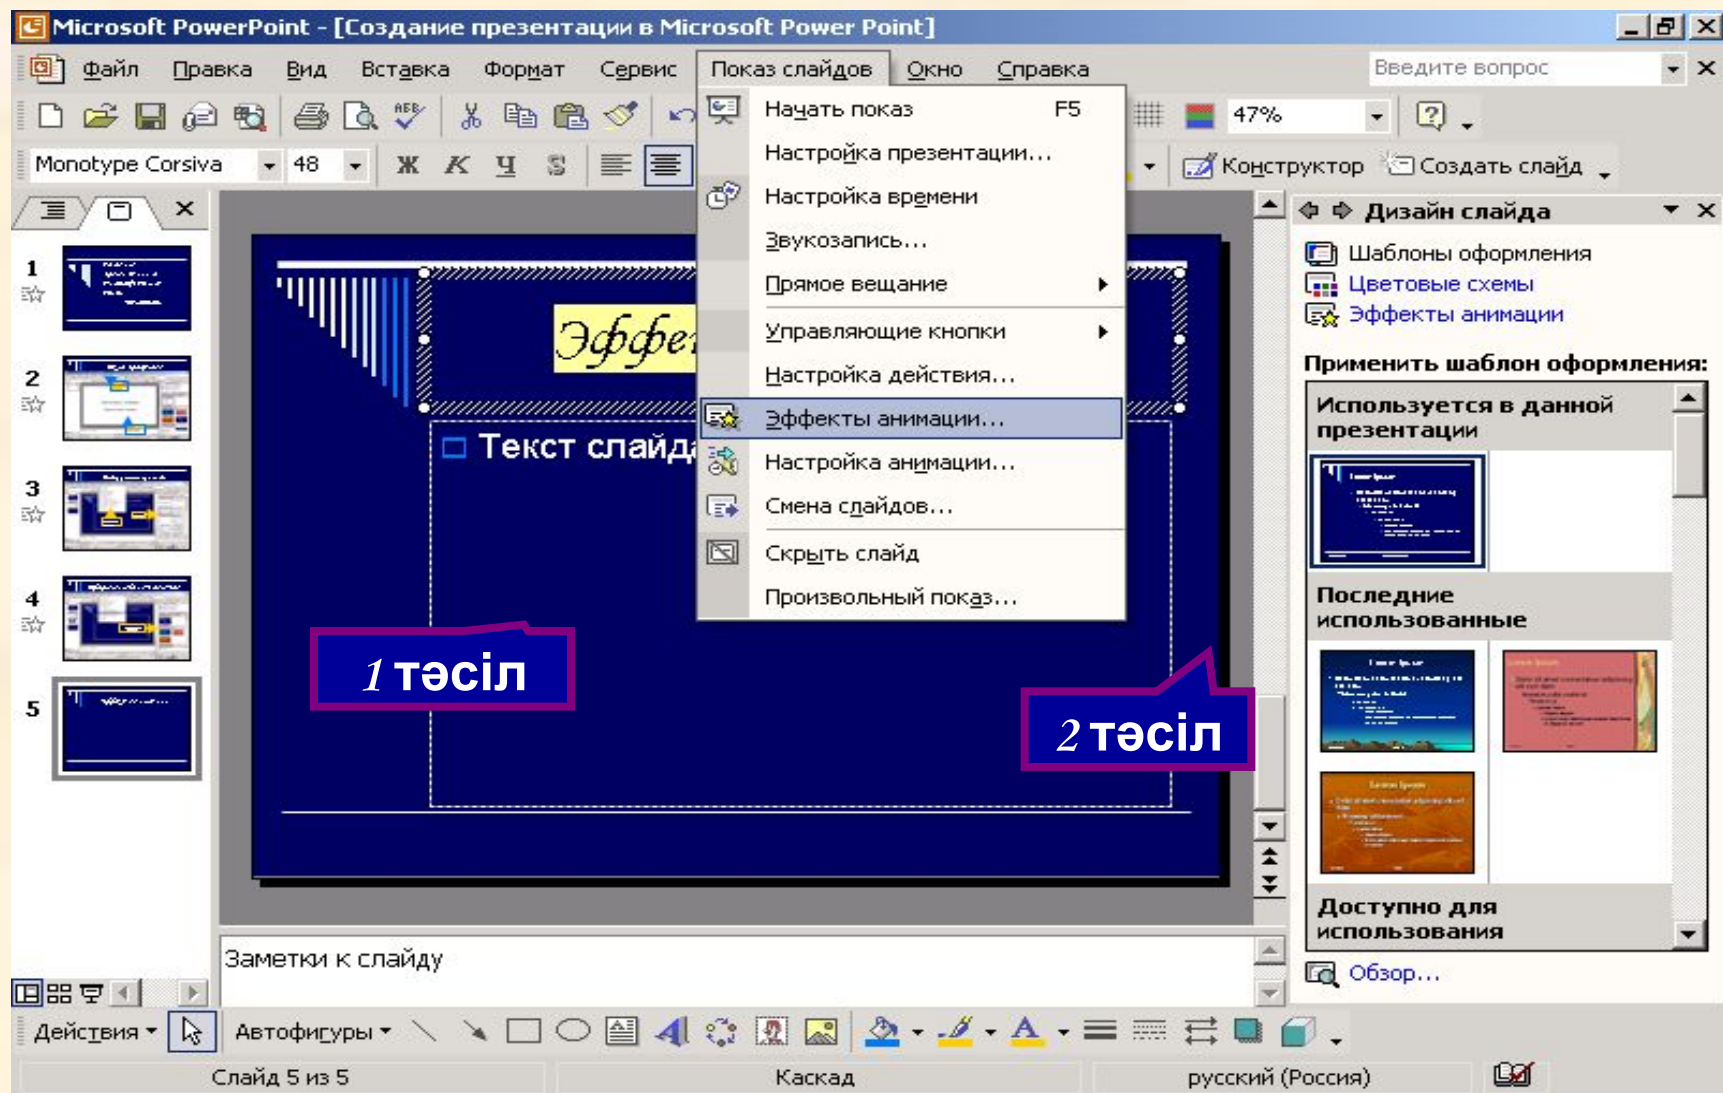 Microsoft PowerPoint - [Создание презентации в Microsoft Power Point]
Файл Правка Вид Вставка Формат Сервис Показ слайдов Окно Справка Введите вопрос
47%
Monotype Corsiva 48 Ж К Ч S Конструктор Создать слайд
Начать показ F5
Настройка презентации...
Настройка времени
Звукозапись...
Прямое вещание
Управляющие кнопки
Настройка действия...
Эффекты анимации...
Настройка анимации...
Смена слайдов...
Скрыть слайд
Произвольный показ...
1
2
3
4
5
Текст слайда
1 тәсіл
2 тәсіл
Дизайн слайда
Шаблоны оформления
Цветовые схемы
Эффекты анимации
Применить шаблон оформления:
Используется в данной
презентации
Последние
использованные
Доступно для
использования
Обзор...
Заметки к слайду
Действия Автофигуры
Слайд 5 из 5 Каскад русский (Россия)